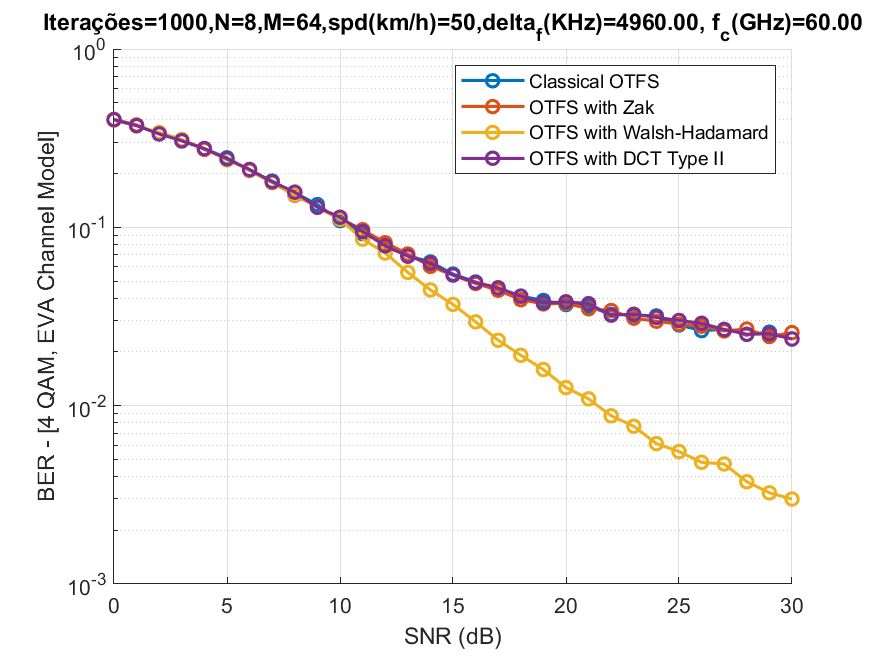 Iterações=1000,N=8,M=64,spd(km/h)=50,delta_f(KHz)=4960.00, f_c(GHz)=60.00
10^0
10^-1
10^-2
10^-3
BER - [4 QAM, EVA Channel Model]
Classical OTFS
OTFS with Zak
OTFS with Walsh-Hadamard
OTFS with DCT Type II
0 5 10 15 20 25 30
SNR (dB)